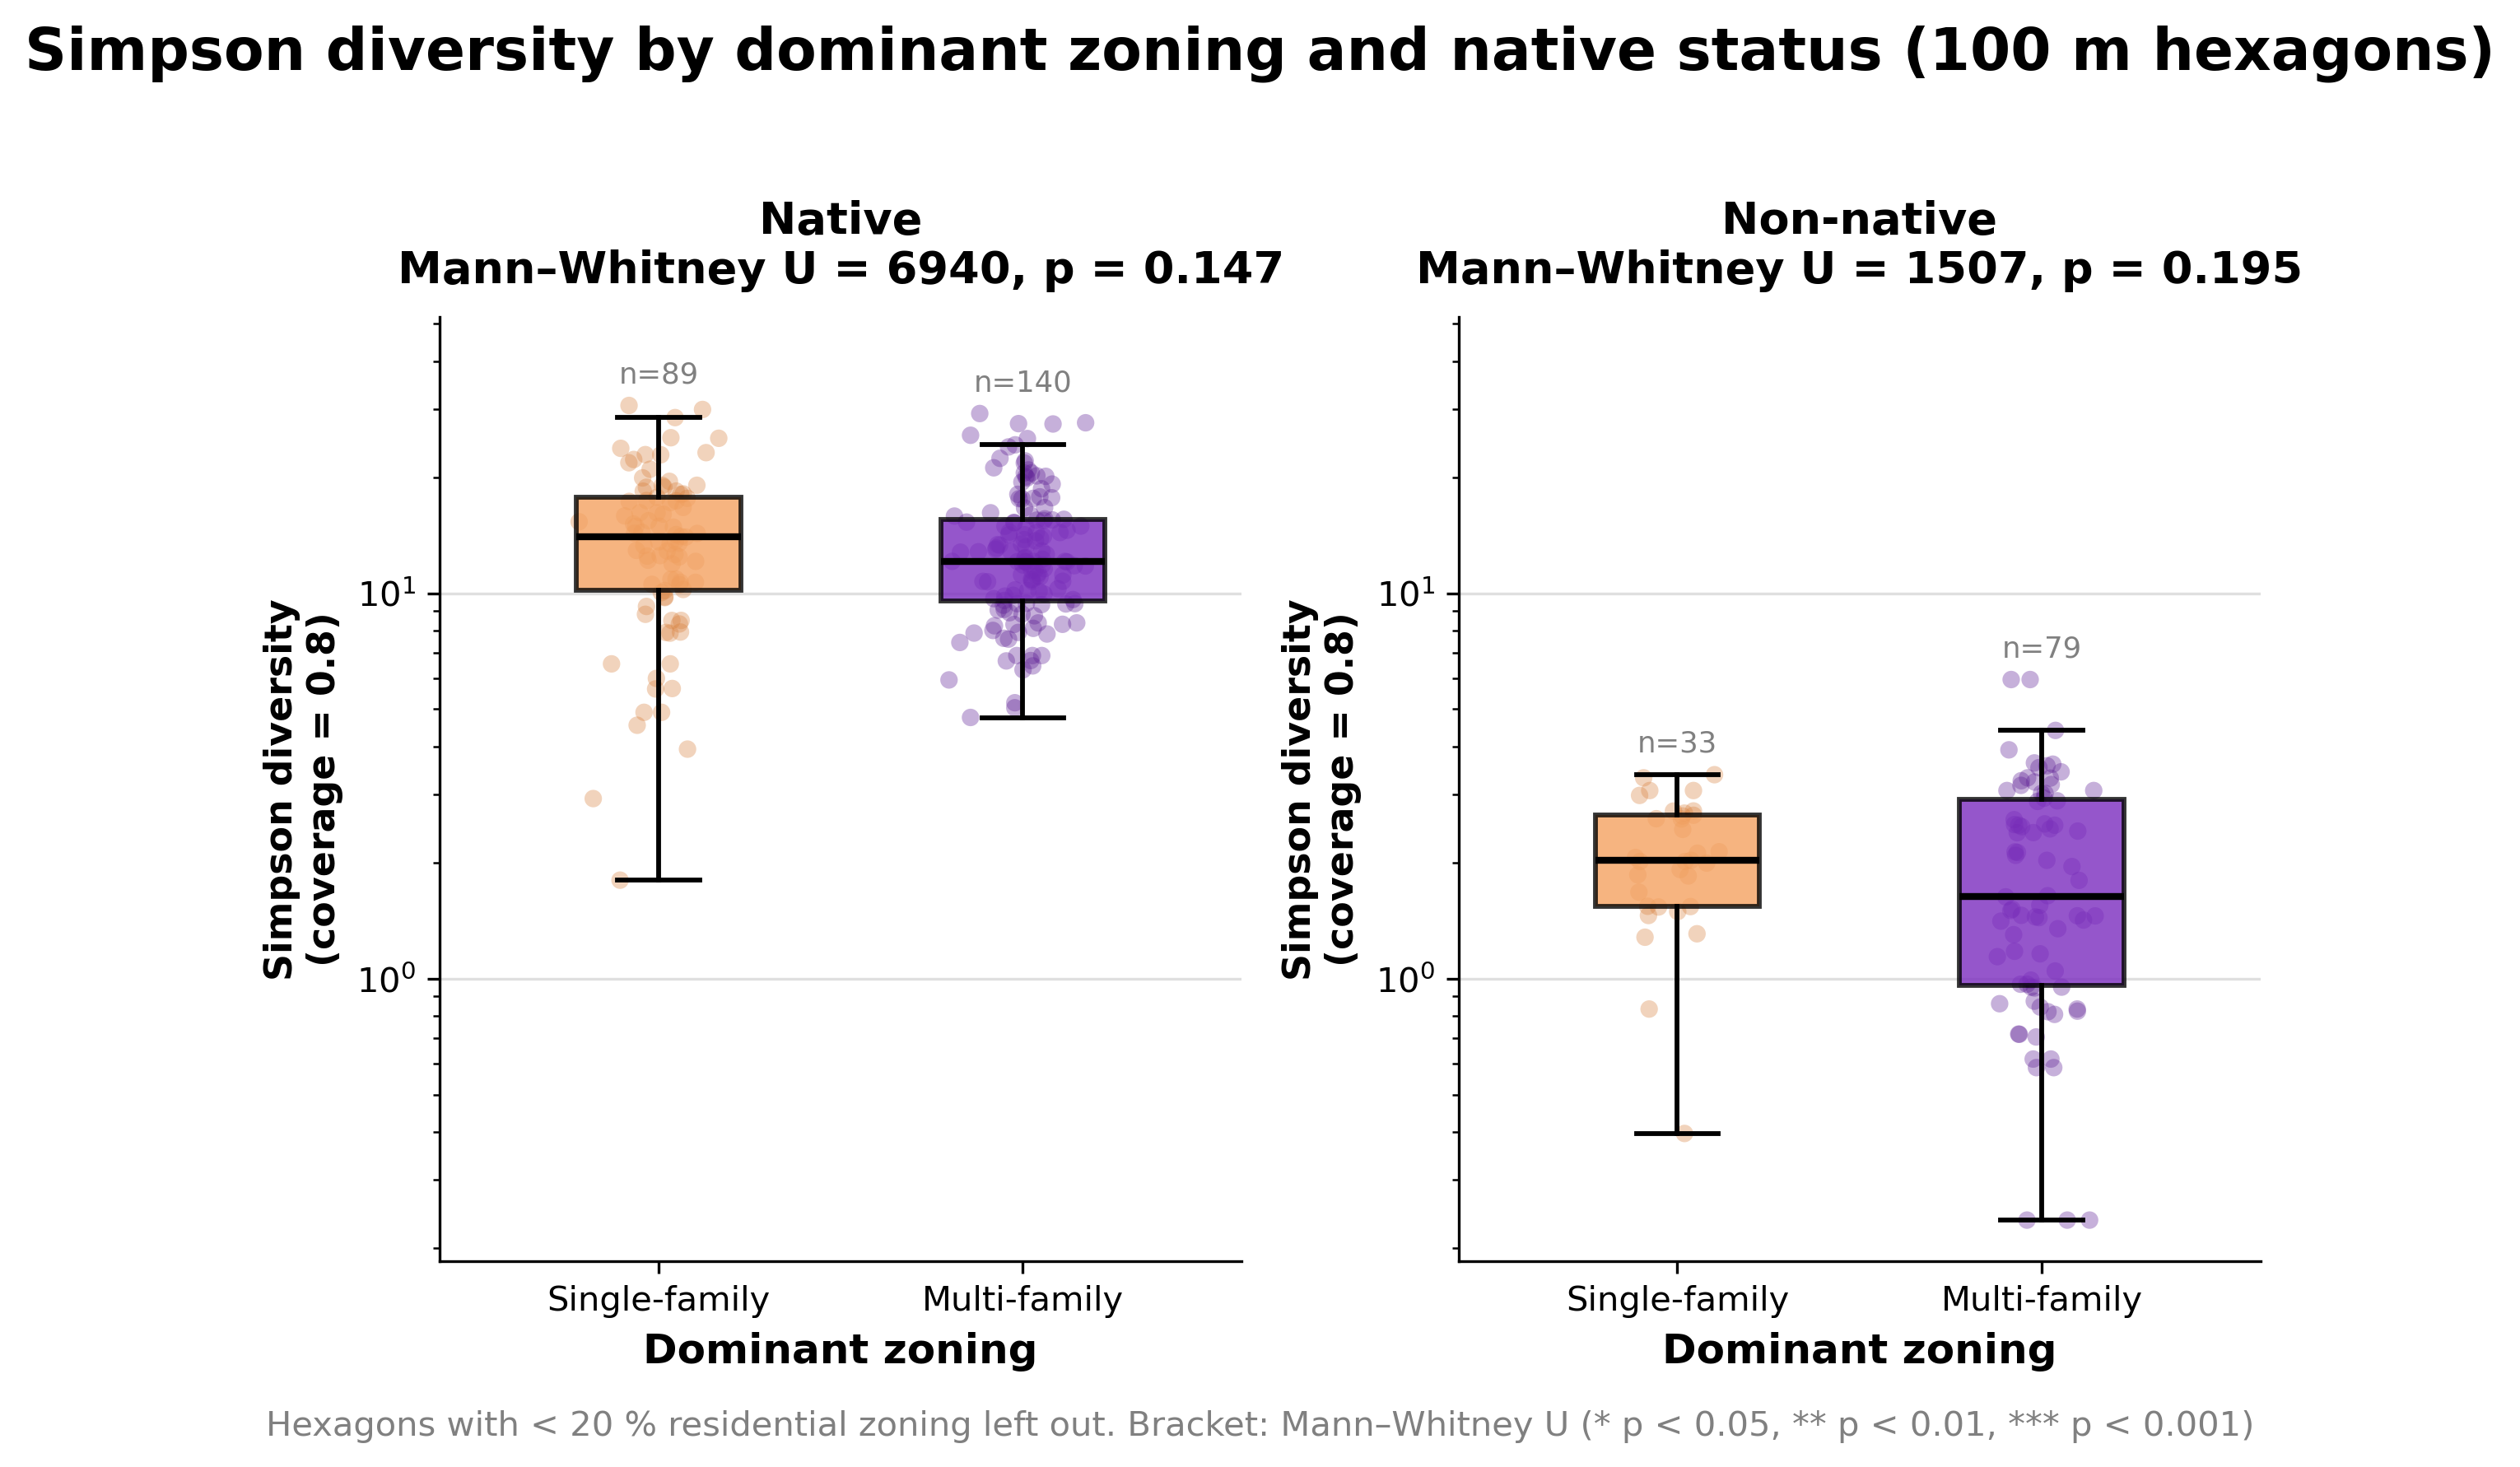 Simpson diversity by dominant zoning and native status (100 m hexagons)
Native
Mann–Whitney U = 6940, p = 0.147
Non-native
Mann–Whitney U = 1507, p = 0.195
Simpson diversity
(coverage = 0.8)
10¹
10⁰
n=89
n=140
Single-family
Multi-family
Dominant zoning
Simpson diversity
(coverage = 0.8)
10¹
10⁰
n=33
n=79
Single-family
Multi-family
Dominant zoning
Hexagons with < 20 % residential zoning left out. Bracket: Mann–Whitney U (* p < 0.05, ** p < 0.01, *** p < 0.001)